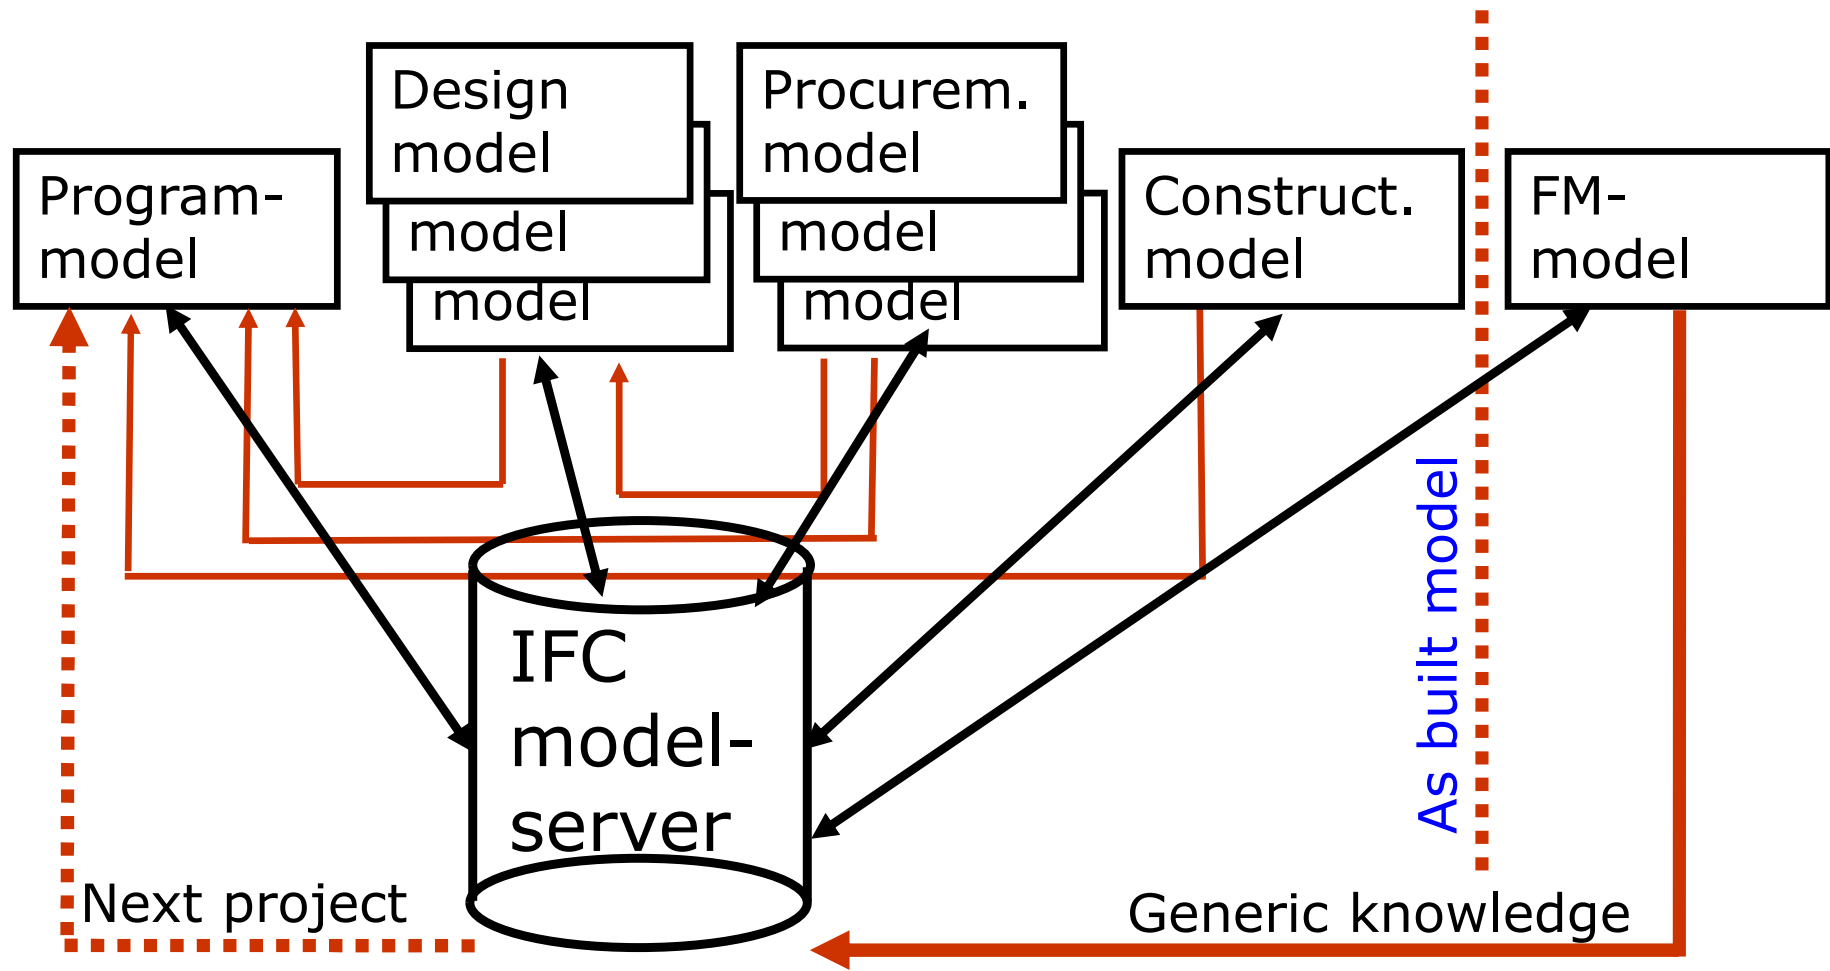 Design
model
model
model
Procurem.
model
model
model
Program-
model
Construct.
model
FM-
model
IFC
model-
server
As built model
Next project
Generic knowledge